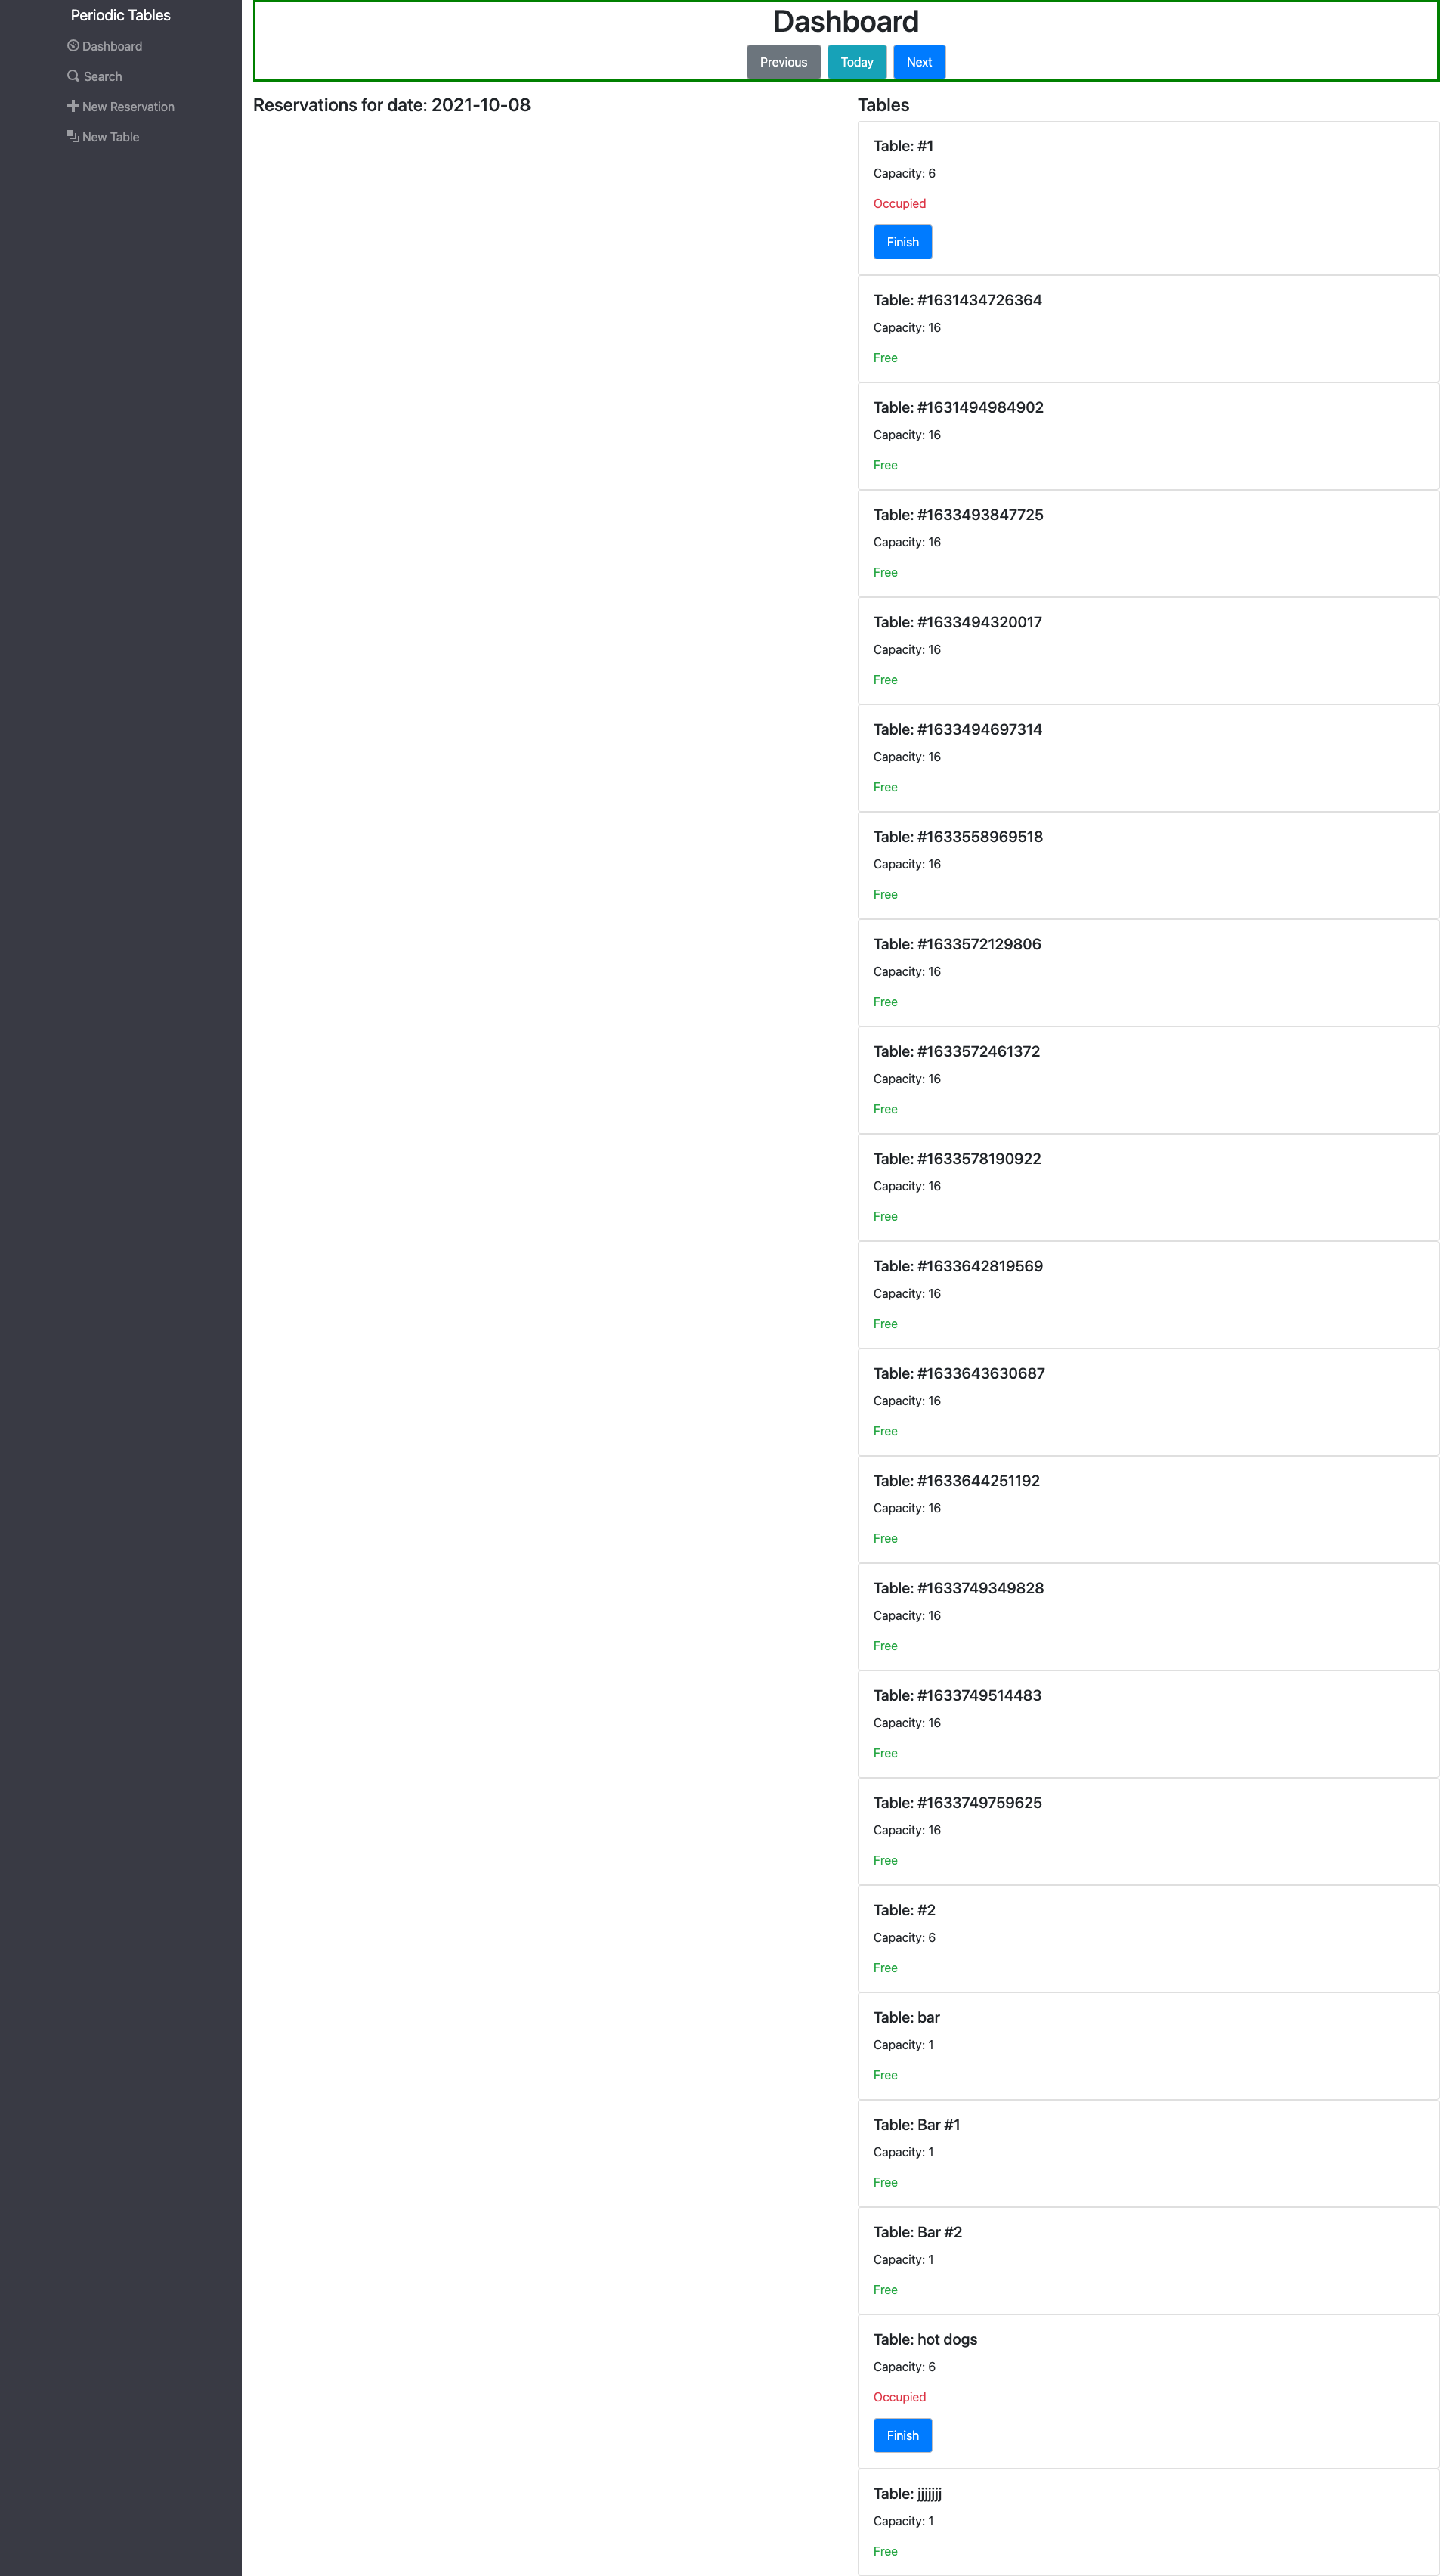 Periodic Tables
Dashboard
Search
New Reservation
New Table
Dashboard
Previous Today Next
Reservations for date: 2021-10-08
Tables
Table: #1
Capacity: 6
Occupied
Finish
Table: #1631434726364
Capacity: 16
Free
Table: #1631494984902
Capacity: 16
Free
Table: #1633493847725
Capacity: 16
Free
Table: #1633494320017
Capacity: 16
Free
Table: #1633494697314
Capacity: 16
Free
Table: #1633558969518
Capacity: 16
Free
Table: #1633572129806
Capacity: 16
Free
Table: #1633572461372
Capacity: 16
Free
Table: #1633578190922
Capacity: 16
Free
Table: #1633642819569
Capacity: 16
Free
Table: #1633643630687
Capacity: 16
Free
Table: #1633644251192
Capacity: 16
Free
Table: #1633749349828
Capacity: 16
Free
Table: #1633749514483
Capacity: 16
Free
Table: #1633749759625
Capacity: 16
Free
Table: #2
Capacity: 6
Free
Table: bar
Capacity: 1
Free
Table: Bar #1
Capacity: 1
Free
Table: Bar #2
Capacity: 1
Free
Table: hot dogs
Capacity: 6
Occupied
Finish
Table: jjjjjjj
Capacity: 1
Free